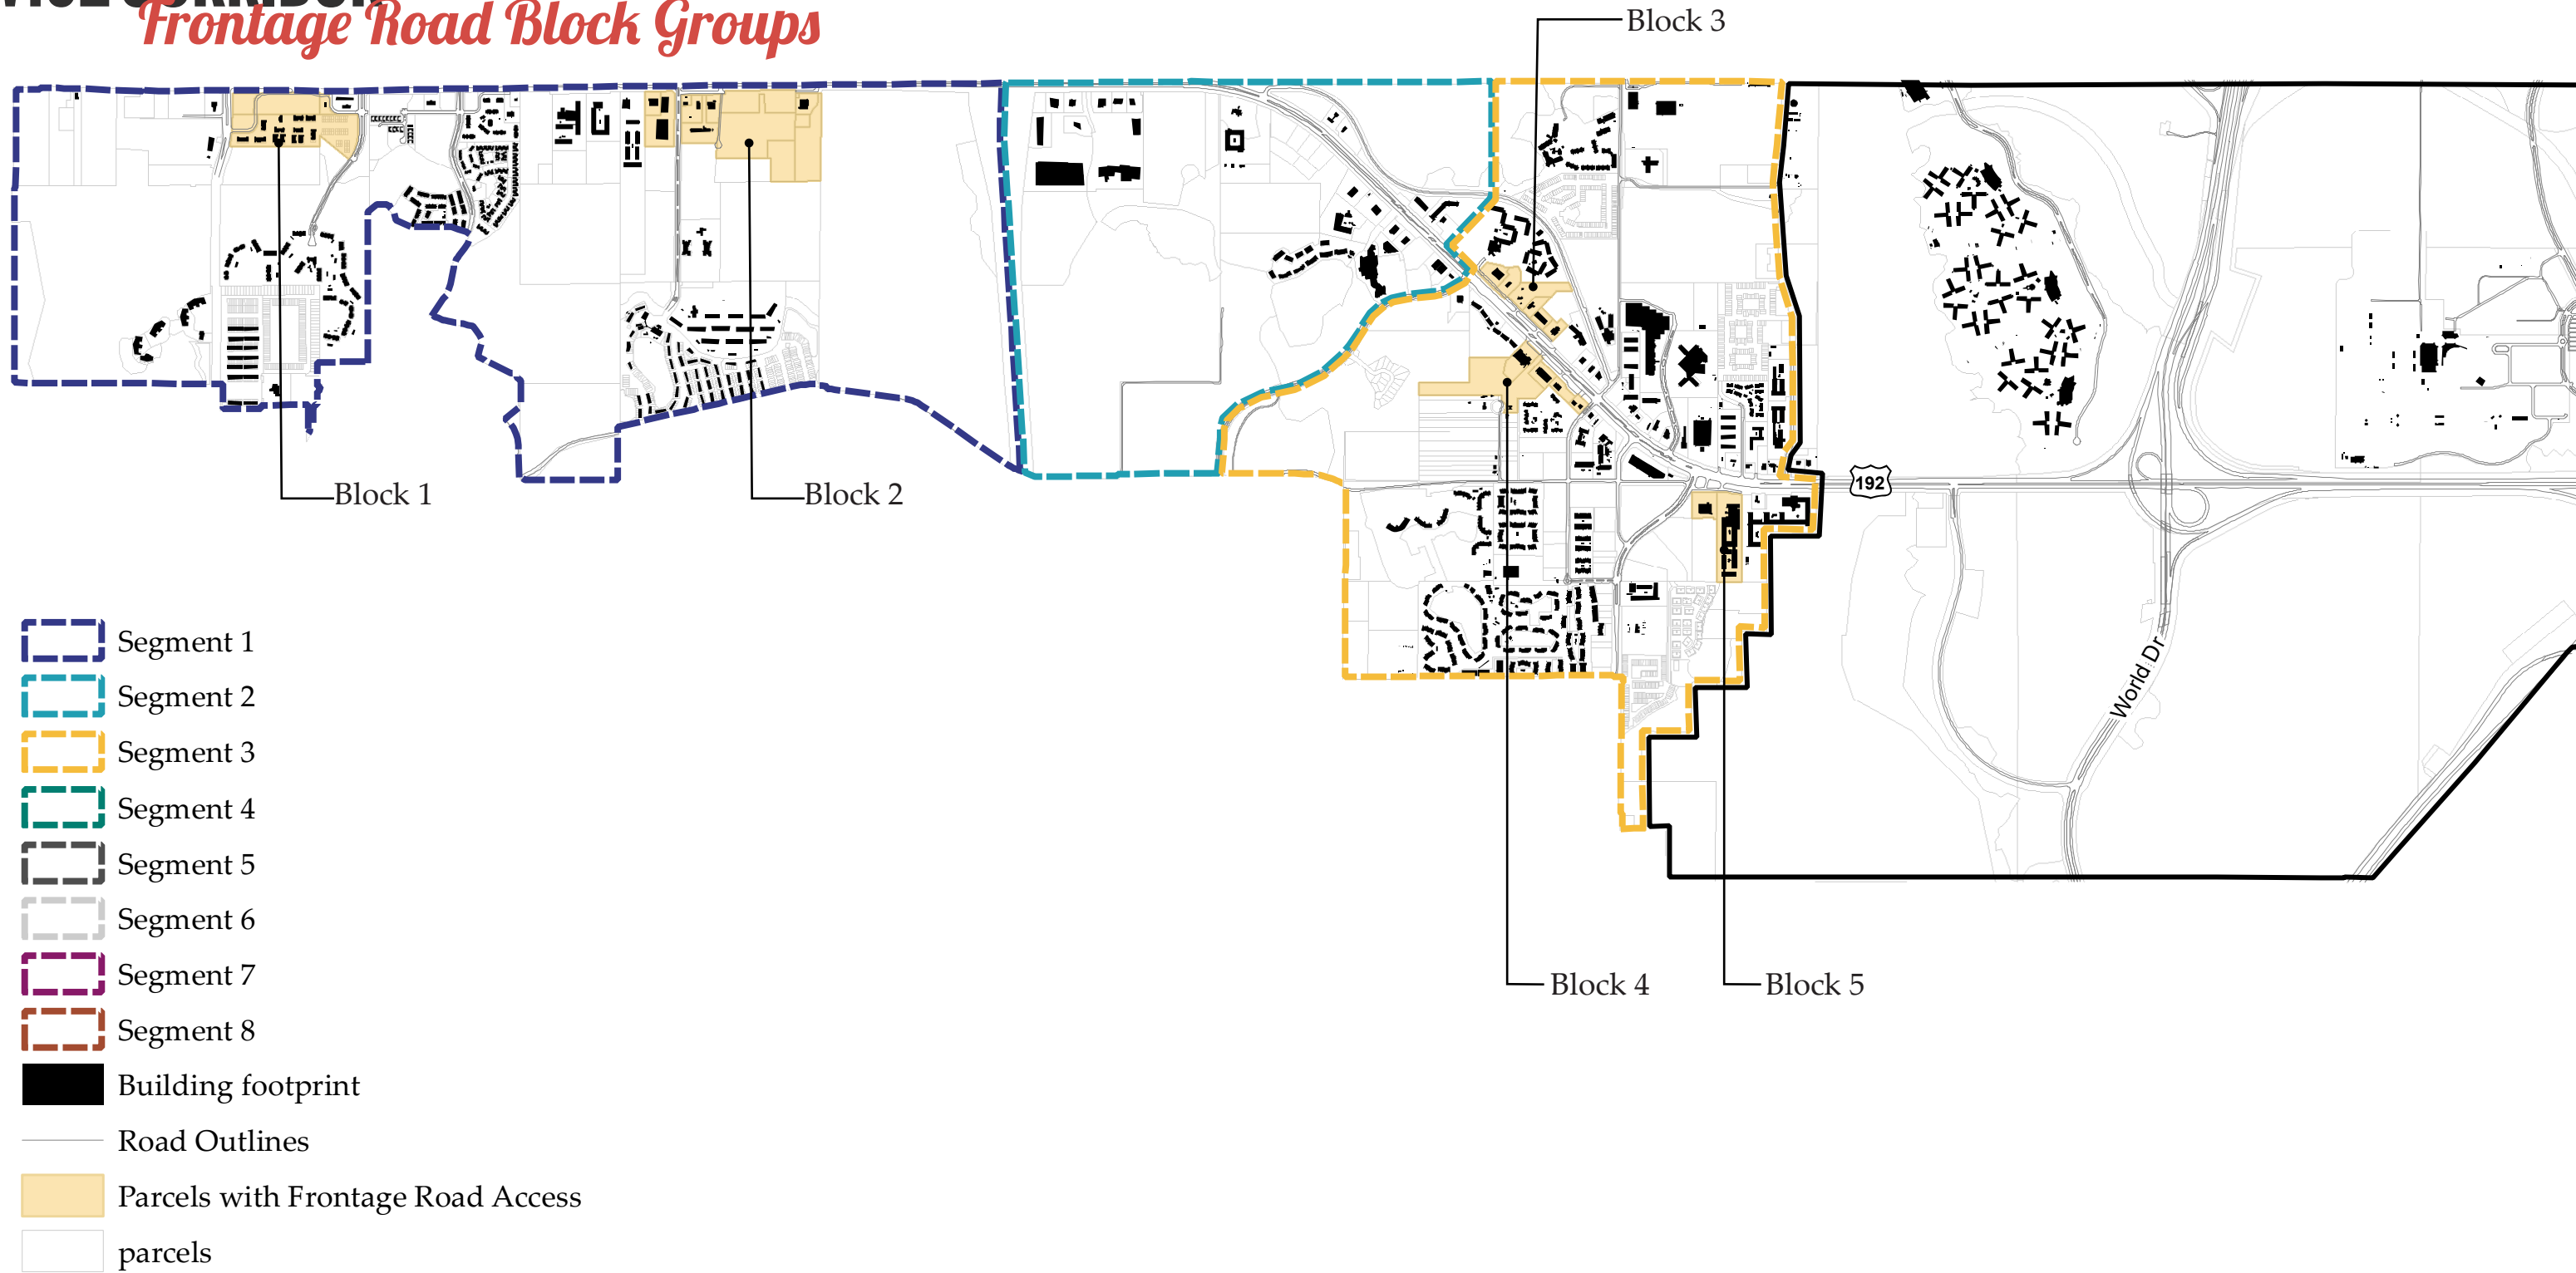 Frontage Road Block Groups
Block 3
Block 1
Block 2
192
World Dr
Block 4
Block 5
Segment 1
Segment 2
Segment 3
Segment 4
Segment 5
Segment 6
Segment 7
Segment 8
Building footprint
Road Outlines
Parcels with Frontage Road Access
parcels